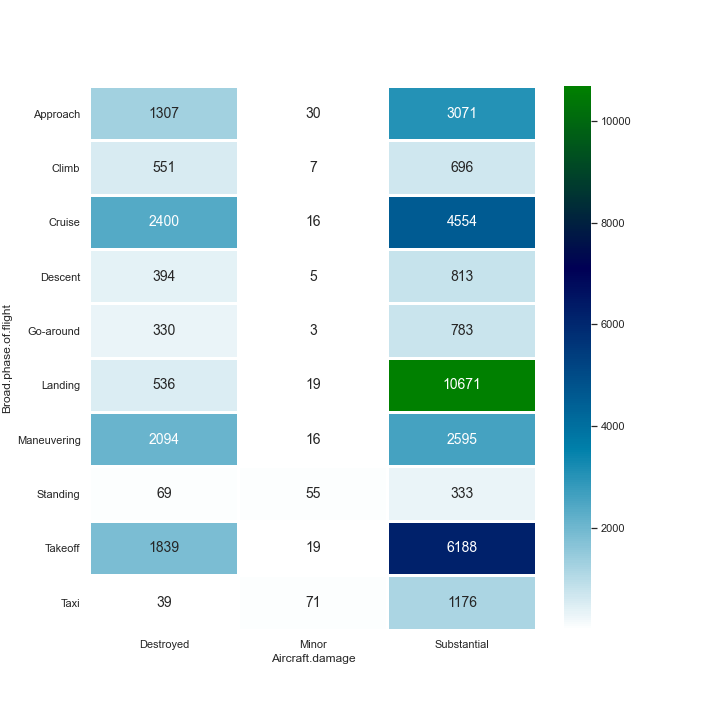 Approach 1307 30 3071
Climb 551 7 696
Cruise 2400 16 4554
Descent 394 5 813
Go-around 330 3 783
Landing 536 19 10671
Maneuvering 2094 16 2595
Standing 69 55 333
Takeoff 1839 19 6188
Taxi 39 71 1176
Destroyed Minor Substantial
Aircraft.damage
Broad.phase.of.flight
10000
8000
6000
4000
2000